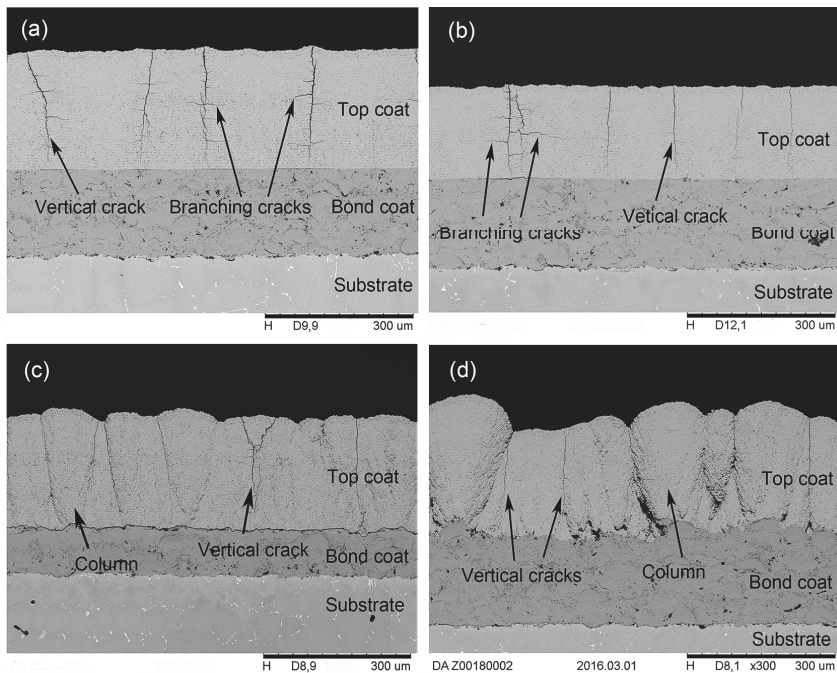 (a)
Top coat
Vertical crack
Branching cracks
Bond coat
Substrate
H D9,9 300 um
(b)
Top coat
Branching cracks
Vetical crack
Bond coat
Substrate
H D12,1 300 um
(c)
Top coat
Column
Vertical crack
Bond coat
Substrate
H D8,9 300 um
(d)
Top coat
Vertical cracks
Column
Bond coat
Substrate
DA Z00180002 2016.03.01 H D8,1 x300 300 um